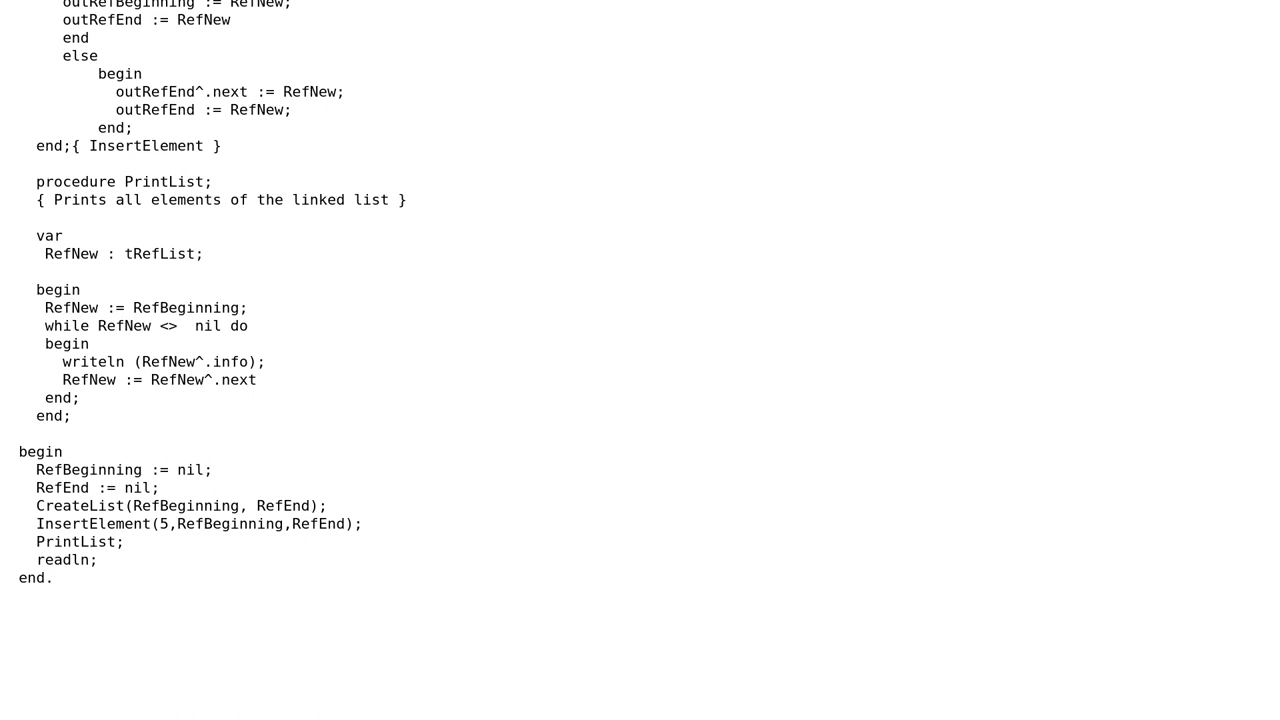 outRefBeginning := RefNew;
outRefEnd := RefNew
end
else
begin
outRefEnd^.next := RefNew;
outRefEnd := RefNew;
end;
end;{ InsertElement }
procedure PrintList;
{ Prints all elements of the linked list }
var
RefNew : tRefList;
begin
RefNew := RefBeginning;
while RefNew <>  nil do
begin
writeln (RefNew^.info);
RefNew := RefNew^.next
end;
end;
begin
RefBeginning := nil;
RefEnd := nil;
CreateList(RefBeginning, RefEnd);
InsertElement(5,RefBeginning,RefEnd);
PrintList;
readln;
end.